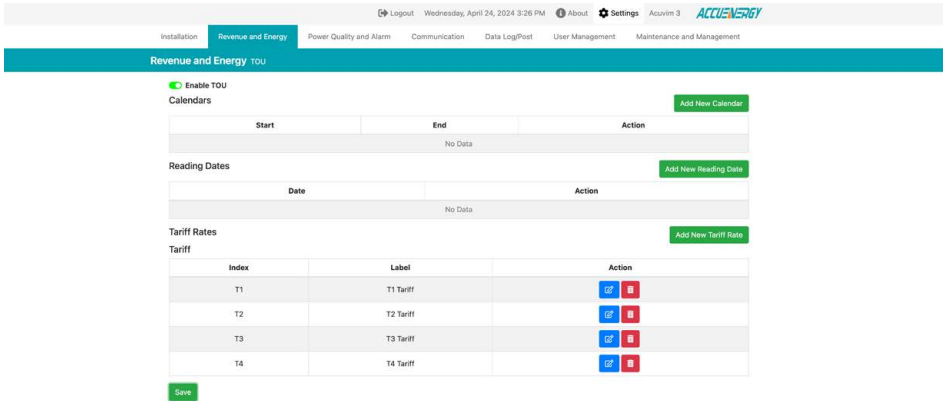 Logout Wednesday, April 24, 2024 3:26 PM About Settings Acuvim 3 ACCUENERGY
Installation Revenue and Energy Power Quality and Alarm Communication Data Log/Post User Management Maintenance and Management
Revenue and Energy TOU
Enable TOU
Calendars Add New Calendar
Start End Action
No Data
Reading Dates Add New Reading Date
Date Action
No Data
Tariff Rates Add New Tariff Rate
Tariff
Index Label Action
T1 T1 Tariff
T2 T2 Tariff
T3 T3 Tariff
T4 T4 Tariff
Save